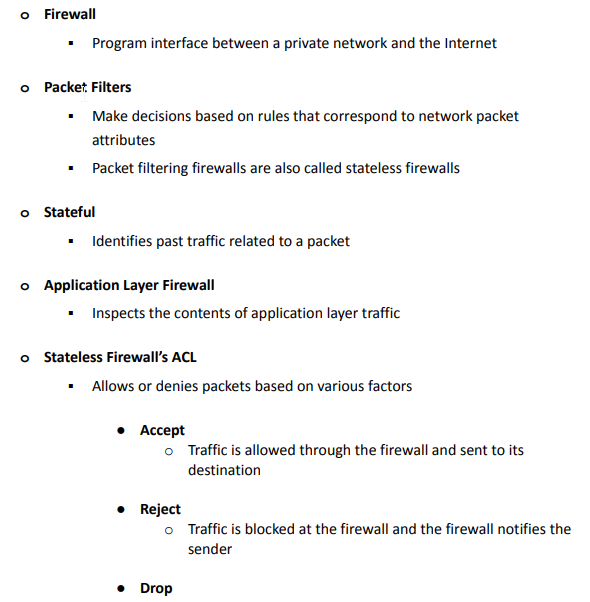 o Firewall
▪ Program interface between a private network and the Internet
o Packet Filters
▪ Make decisions based on rules that correspond to network packet
attributes
▪ Packet filtering firewalls are also called stateless firewalls
o Stateful
▪ Identifies past traffic related to a packet
o Application Layer Firewall
▪ Inspects the contents of application layer traffic
o Stateless Firewall’s ACL
▪ Allows or denies packets based on various factors
● Accept
o Traffic is allowed through the firewall and sent to its
destination
● Reject
o Traffic is blocked at the firewall and the firewall notifies the
sender
● Drop